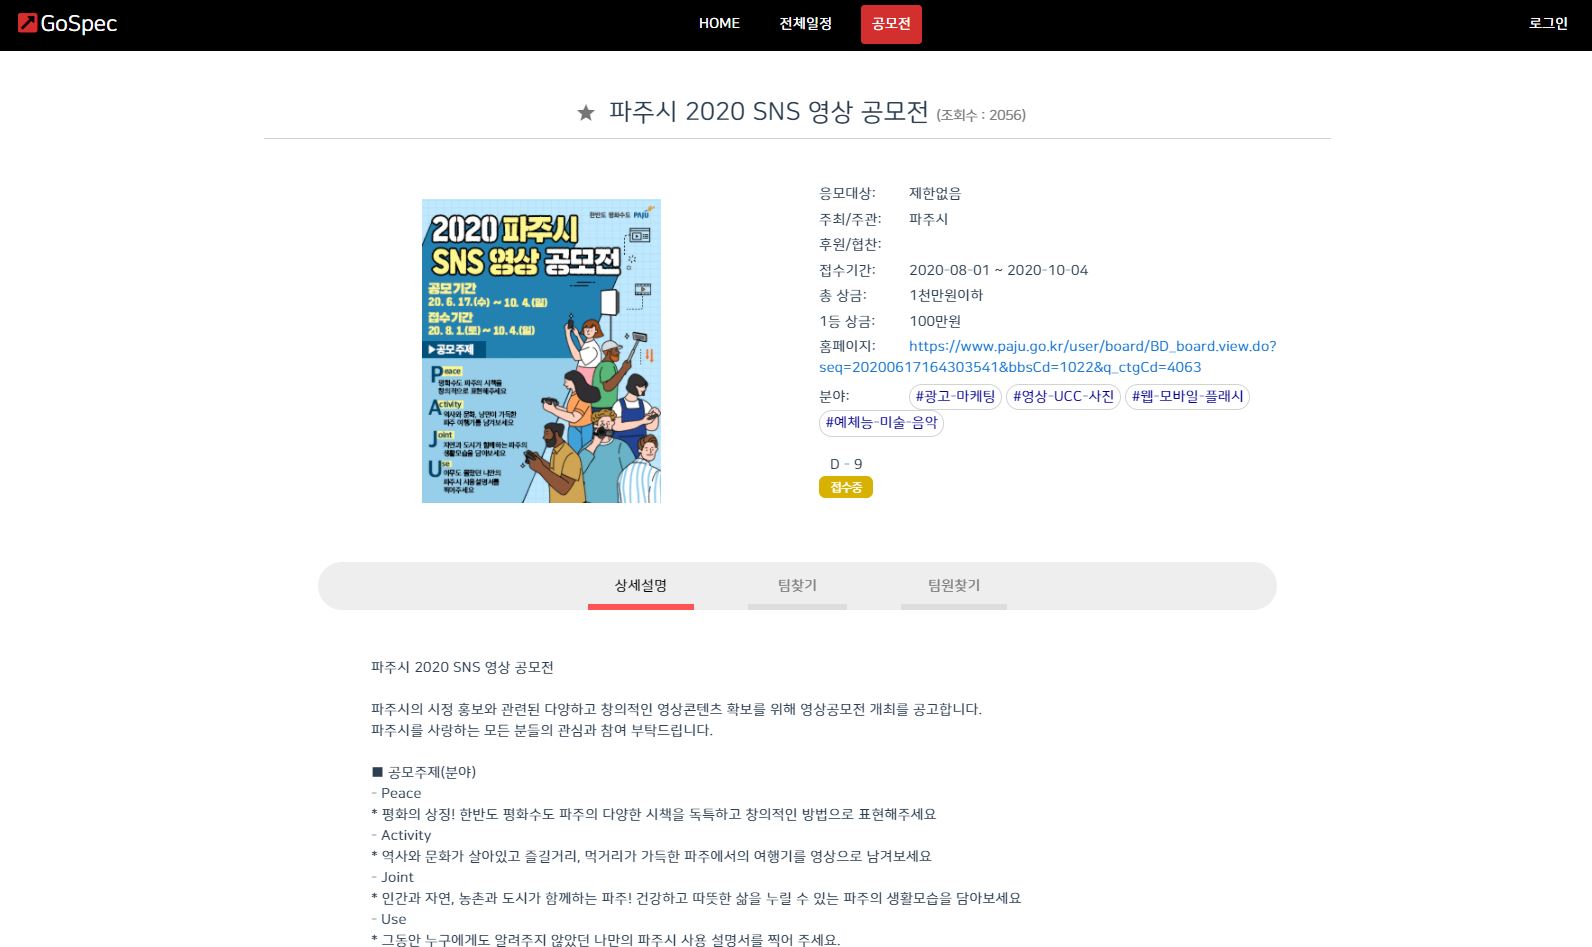 GoSpec
HOME 전체일정 공모전
로그인
★ 파주시 2020 SNS 영상 공모전 (조회수 : 2056)
한반도 평화수도 PAJU
2020 파주시
SNS 영상 공모전
공모기간
20. 6. 17.(수) ~ 10. 4.(일)
접수기간
20. 8. 1.(토) ~ 10. 4.(일)
▶공모주제
Peace
평화수도 파주의 시책을
창의적으로 표현해주세요
Activity
역사와 문화, 낭만이 가득한
파주 여행기를 남겨보세요
Joint
자연과 도시가 함께하는 파주의
생활모습을 담아보세요
Use
아무도 몰랐던 나만의
파주시 사용설명서를
찍어주세요
응모대상: 제한없음
주최/주관: 파주시
후원/협찬:
접수기간: 2020-08-01 ~ 2020-10-04
총 상금: 1천만원이하
1등 상금: 100만원
홈페이지: https://www.paju.go.kr/user/board/BD_board.view.do?
seq=20200617164303541&bbsCd=1022&q_ctgCd=4063
분야: #광고-마케팅 #영상-UCC-사진 #웹-모바일-플래시
#예체능-미술-음악
D - 9
접수중
상세설명 팀찾기 팀원찾기
파주시 2020 SNS 영상 공모전
파주시의 시정 홍보와 관련된 다양하고 창의적인 영상콘텐츠 확보를 위해 영상공모전 개최를 공고합니다.
파주시를 사랑하는 모든 분들의 관심과 참여 부탁드립니다.
■ 공모주제(분야)
- Peace
* 평화의 상징! 한반도 평화수도 파주의 다양한 시책을 독특하고 창의적인 방법으로 표현해주세요
- Activity
* 역사와 문화가 살아있고 즐길거리, 먹거리가 가득한 파주에서의 여행기를 영상으로 남겨보세요
- Joint
* 인간과 자연, 농촌과 도시가 함께하는 파주! 건강하고 따뜻한 삶을 누릴 수 있는 파주의 생활모습을 담아보세요
- Use
* 그동안 누구에게도 알려주지 않았던 나만의 파주시 사용 설명서를 찍어 주세요.